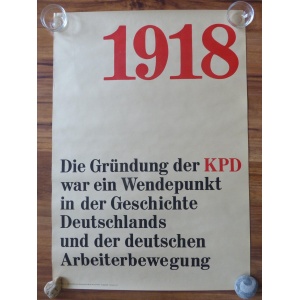 1918
Die Gründung der KPD
war ein Wendepunkt
in der Geschichte
Deutschlands
und der deutschen
Arbeiterbewegung